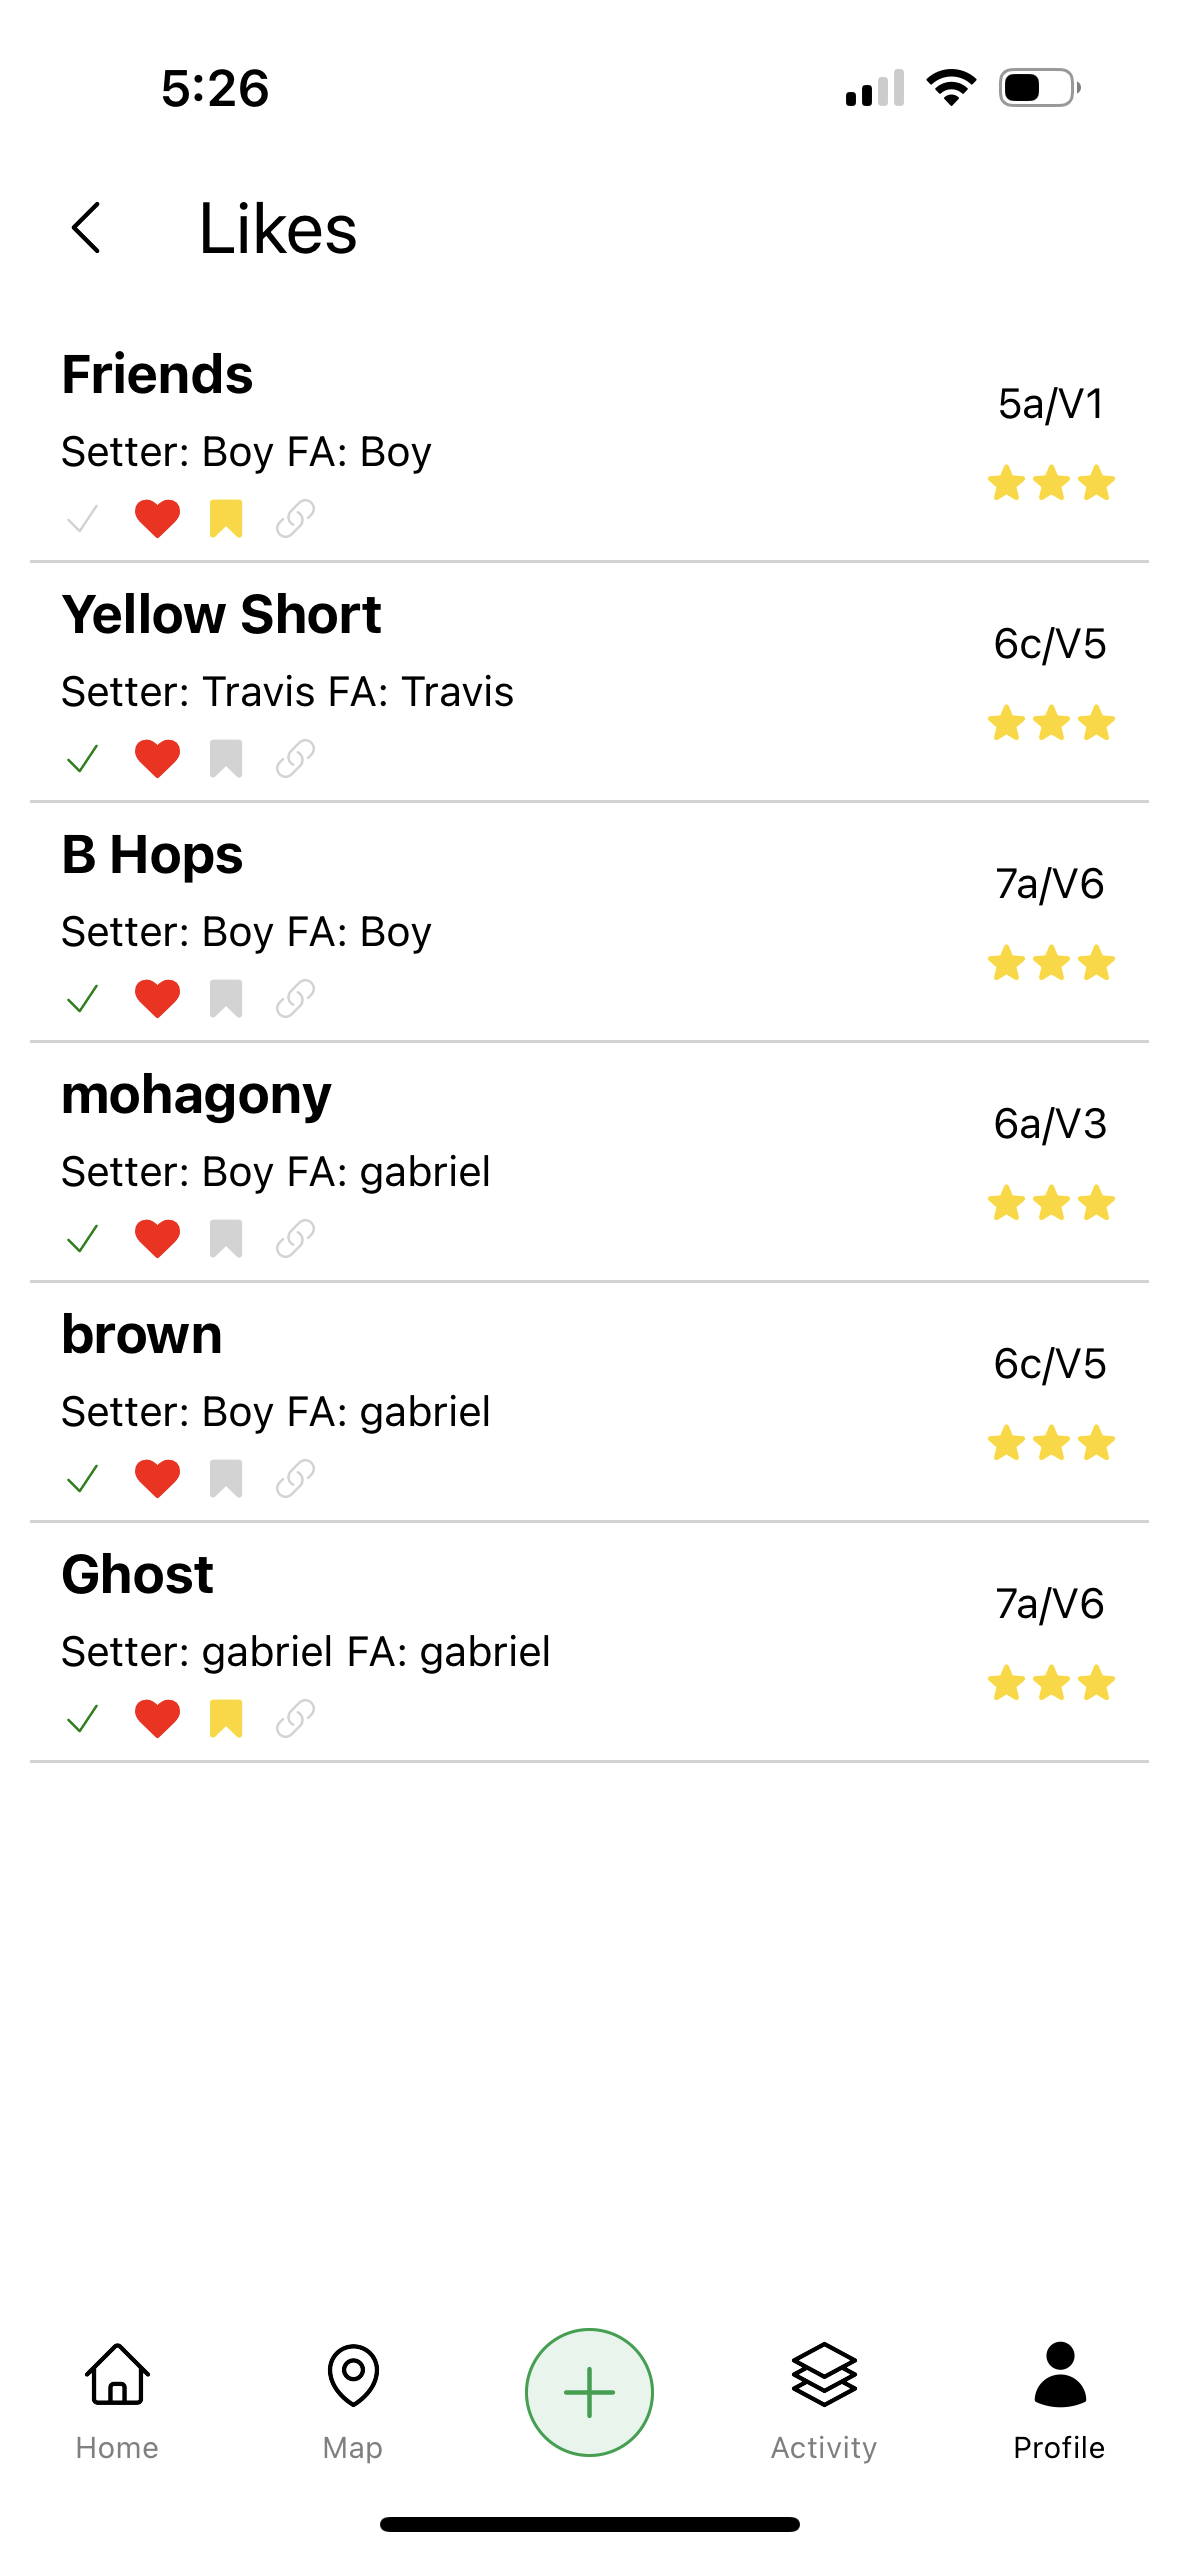 5:26
Likes
Friends
5a/V1
Setter: Boy FA: Boy
Yellow Short
6c/V5
Setter: Travis FA: Travis
B Hops
7a/V6
Setter: Boy FA: Boy
mohagony
6a/V3
Setter: Boy FA: gabriel
brown
6c/V5
Setter: Boy FA: gabriel
Ghost
7a/V6
Setter: gabriel FA: gabriel
Home
Map
Activity
Profile